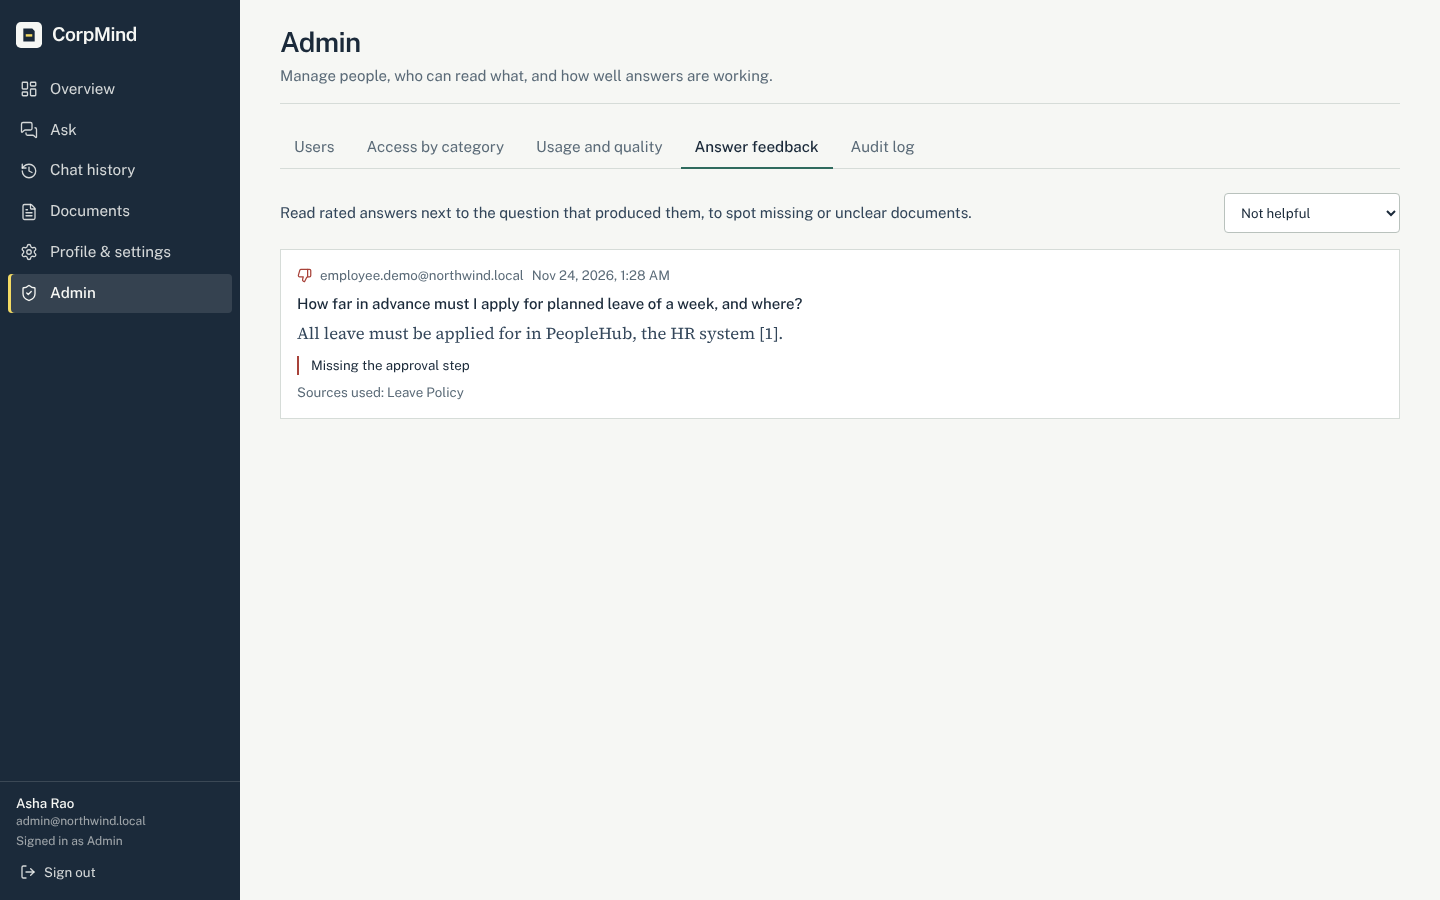 CorpMind
Overview
Ask
Chat history
Documents
Profile & settings
Admin
Asha Rao
admin@northwind.local
Signed in as Admin
Sign out
Admin
Manage people, who can read what, and how well answers are working.
Users Access by category Usage and quality Answer feedback Audit log
Read rated answers next to the question that produced them, to spot missing or unclear documents.
Not helpful
employee.demo@northwind.local Nov 24, 2026, 1:28 AM
How far in advance must I apply for planned leave of a week, and where?
All leave must be applied for in PeopleHub, the HR system [1].
Missing the approval step
Sources used: Leave Policy